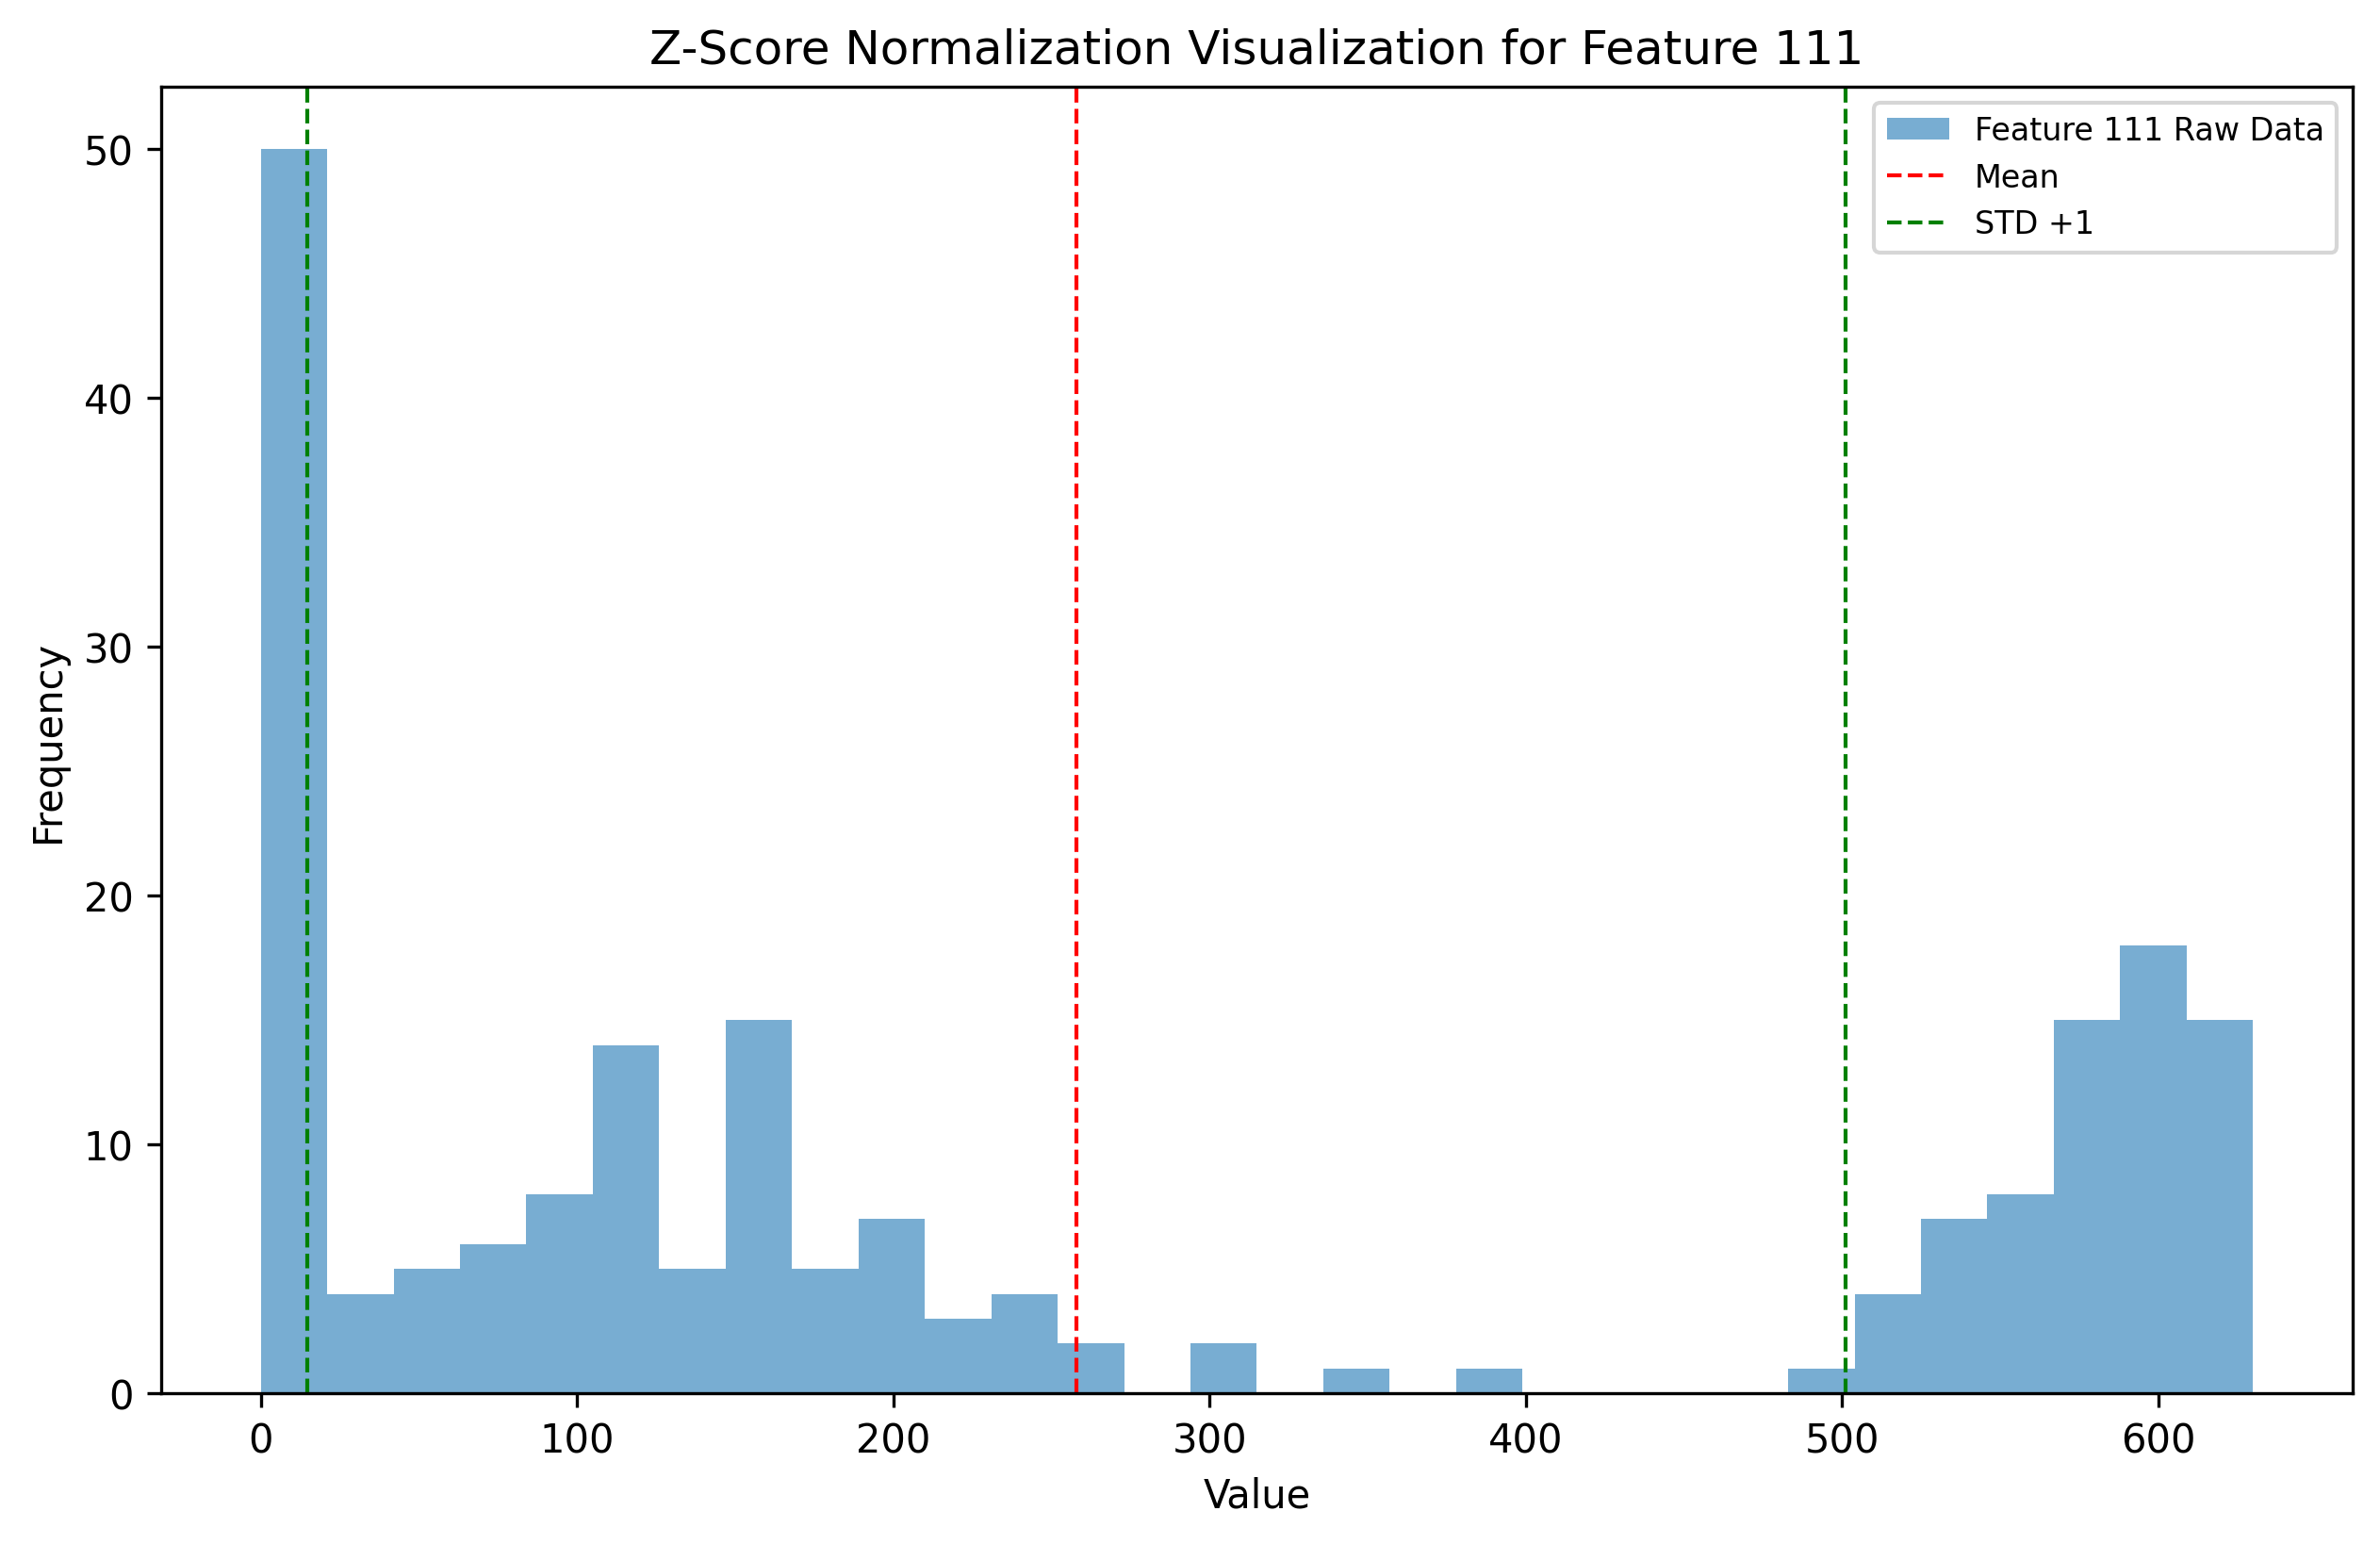 Z-Score Normalization Visualization for Feature 111
Feature 111 Raw Data
Mean
STD +1
50
40
30
20
10
0
Frequency
0 100 200 300 400 500 600
Value